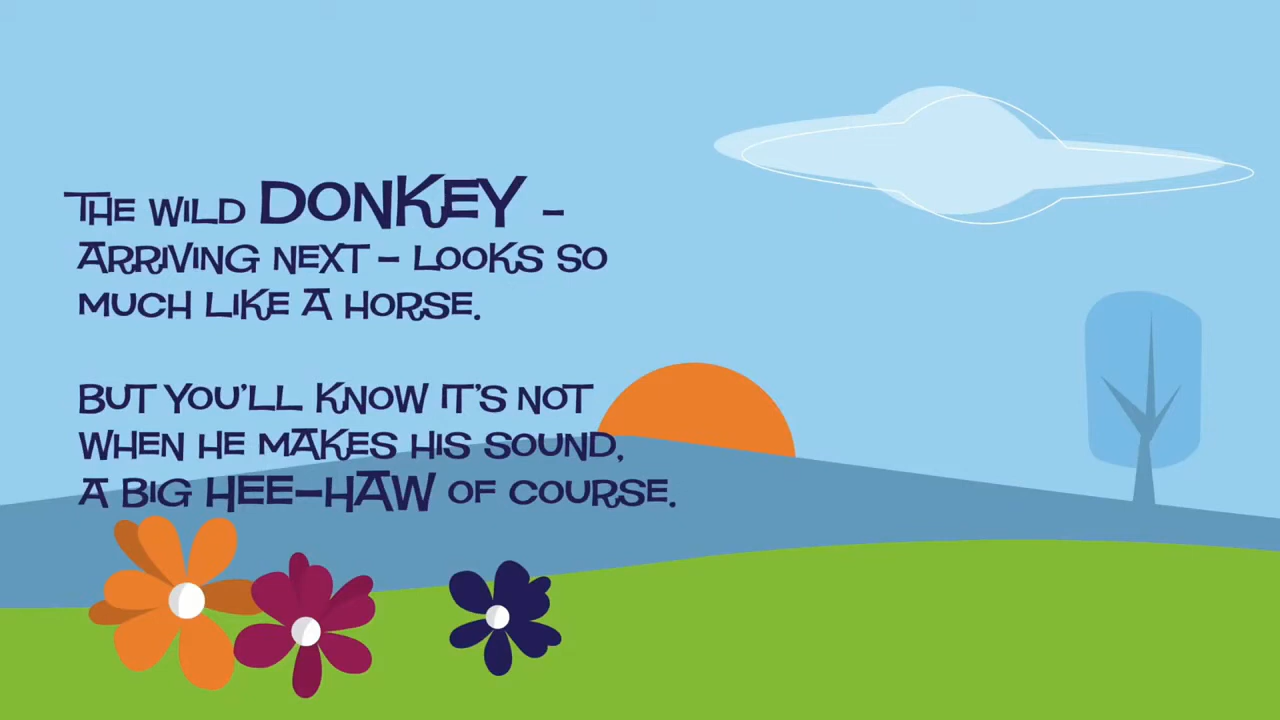 THE WILD DONKEY –
ARRIVING NEXT – LOOKS SO
MUCH LIKE A HORSE.
BUT YOU'LL KNOW IT'S NOT
WHEN HE MAKES HIS SOUND,
A BIG HEE–HAW OF COURSE.